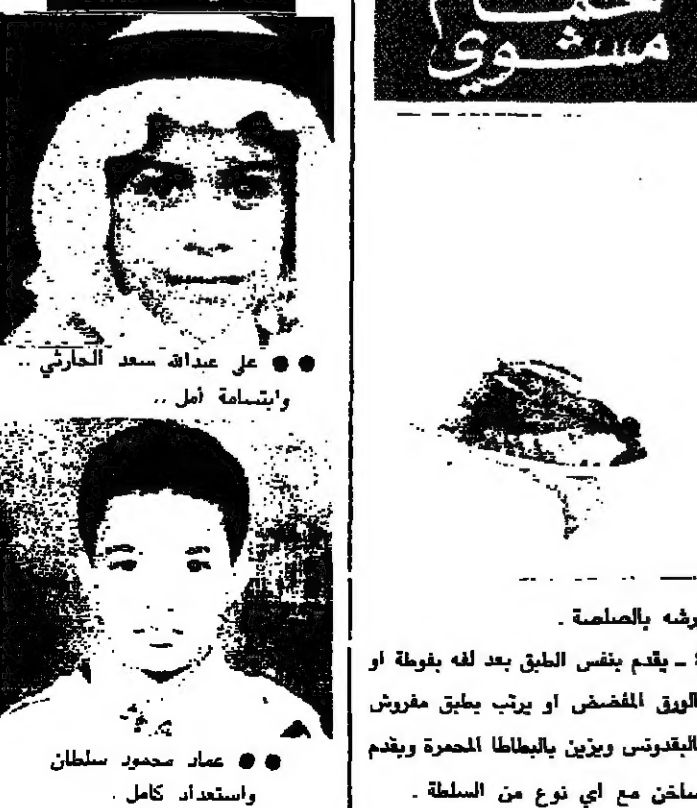 حمام
مشوي
رشه بالصلصة .
ـ يقدم بنفس الطبق بعد لفه بفوطة او
الورق المفضض او يرتب بطبق مفروش
البقدونس ويزين بالبطاطا المحمرة ويقدم
ساخن مع اي نوع من السلطة .
●● علي عبدالله سعد الحارثي ..
وابتسامة أمل ..
●● عماد محمود سلطان
واستعداد كامل .